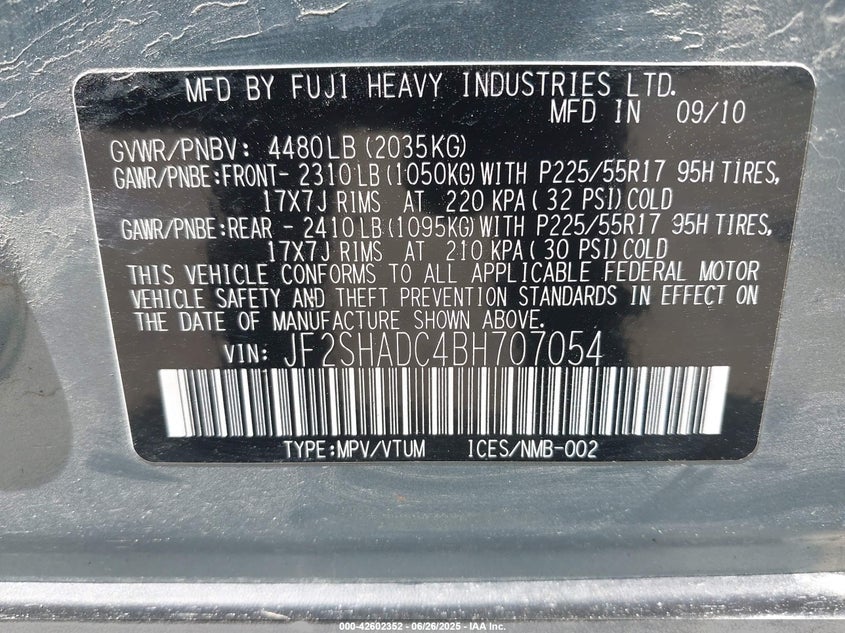 MFD BY FUJI HEAVY INDUSTRIES LTD.
MFD IN 09/10
GVWR/PNBV: 4480LB (2035KG)
GAWR/PNBE:FRONT- 2310LB (1050KG) WITH P225/55R17 95H TIRES,
17X7J RIMS AT 220 KPA ( 32 PSI) COLD
GAWR/PNBE:REAR - 2410LB (1095KG) WITH P225/55R17 95H TIRES,
17X7J RIMS AT 210 KPA ( 30 PSI) COLD
THIS VEHICLE CONFORMS TO ALL APPLICABLE FEDERAL MOTOR
VEHICLE SAFETY AND THEFT PREVENTION STANDARDS IN EFFECT ON
THE DATE OF MANUFACTURE SHOWN ABOVE.
VIN: JF2SHADC4BH707054
TYPE:MPV/VTUM ICES/NMB-002
000-42602352 - 06/26/2025 - IAA Inc.